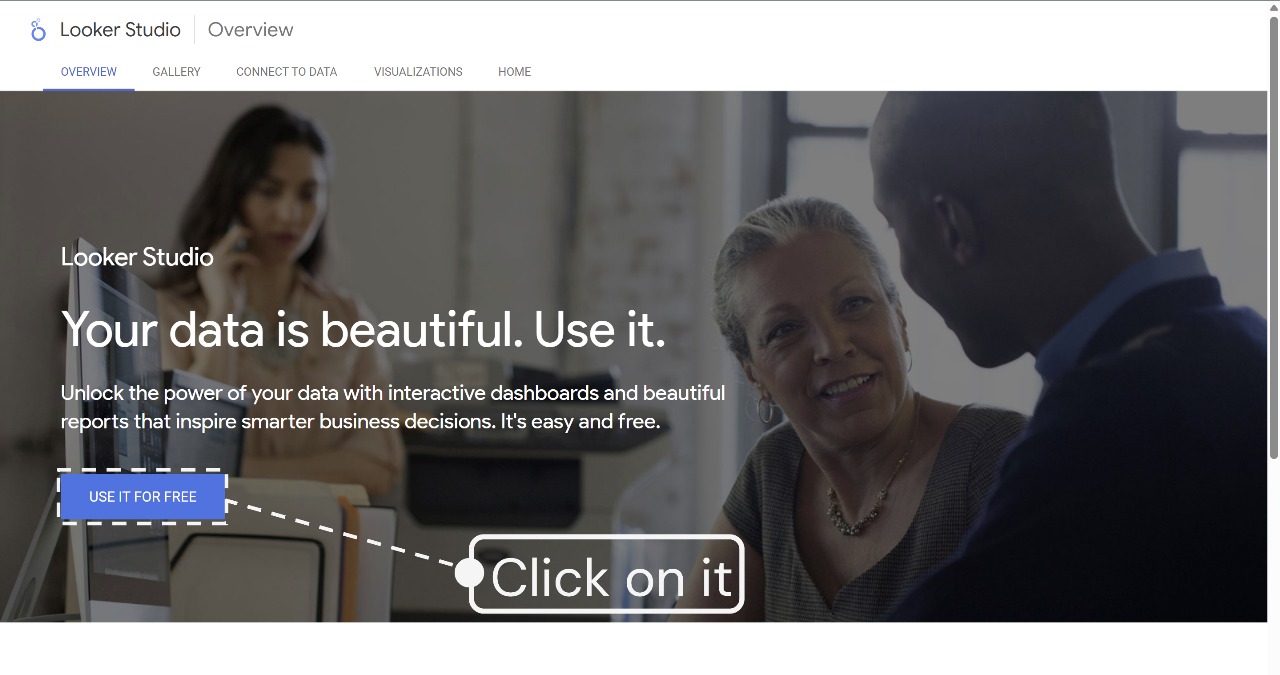 Looker Studio Overview
OVERVIEW GALLERY CONNECT TO DATA VISUALIZATIONS HOME
Looker Studio
Your data is beautiful. Use it.
Unlock the power of your data with interactive dashboards and beautiful
reports that inspire smarter business decisions. It's easy and free.
USE IT FOR FREE
Click on it